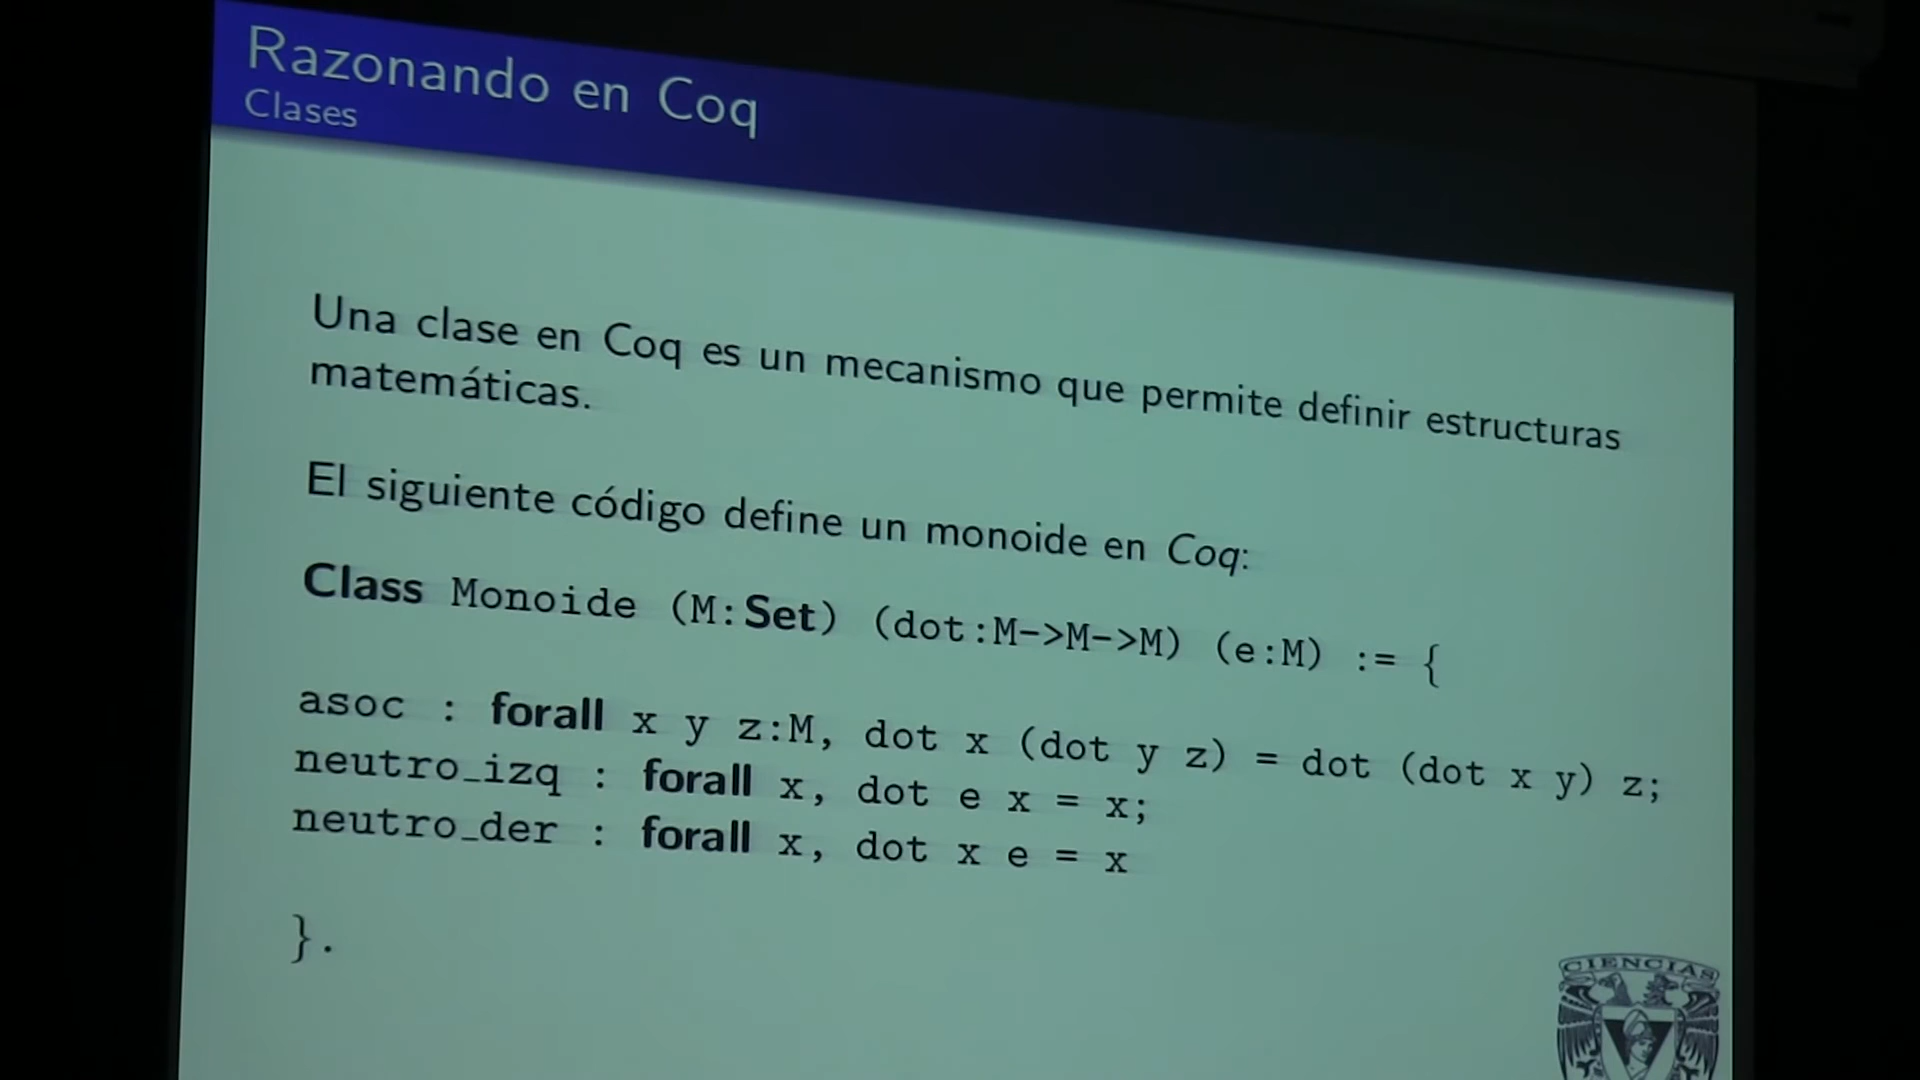 Razonando en Coq
Clases
Una clase en Coq es un mecanismo que permite definir estructuras
matemáticas.
El siguiente código define un monoide en Coq:
Class Monoide (M:Set) (dot:M->M->M) (e:M) := {
asoc : forall x y z:M, dot x (dot y z) = dot (dot x y) z;
neutro_izq : forall x, dot e x = x;
neutro_der : forall x, dot x e = x
}.
CIENCIAS